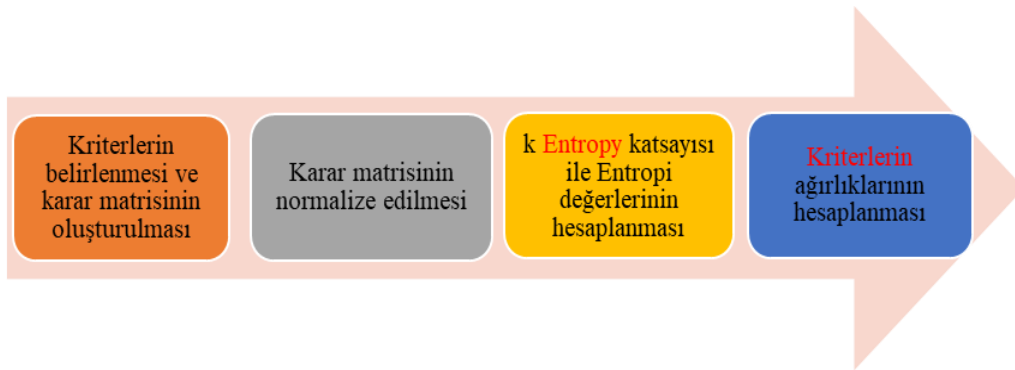 Kriterlerin
belirlenmesi ve
karar matrisinin
oluşturulması
Karar matrisinin
normalize edilmesi
k Entropy katsayısı
ile Entropi
değerlerinin
hesaplanması
Kriterlerin
ağırlıklarının
hesaplanması